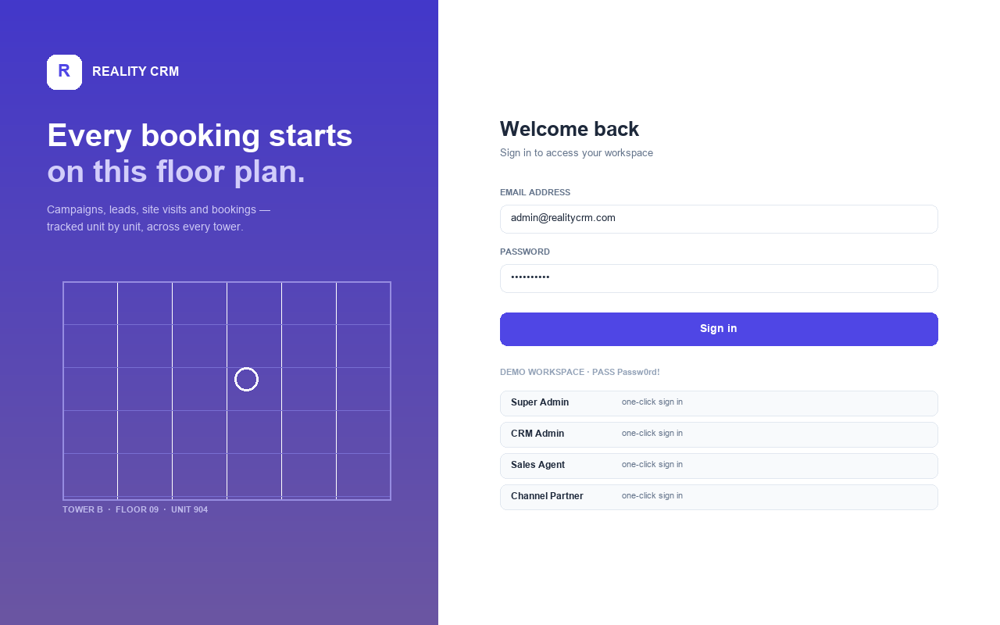 R
REALITY CRM
Every booking starts
on this floor plan.
Campaigns, leads, site visits and bookings —
tracked unit by unit, across every tower.
TOWER B · FLOOR 09 · UNIT 904
Welcome back
Sign in to access your workspace
EMAIL ADDRESS
admin@realitycrm.com
PASSWORD
••••••••••
Sign in
DEMO WORKSPACE · PASS Passw0rd!
Super Admin one-click sign in
CRM Admin one-click sign in
Sales Agent one-click sign in
Channel Partner one-click sign in